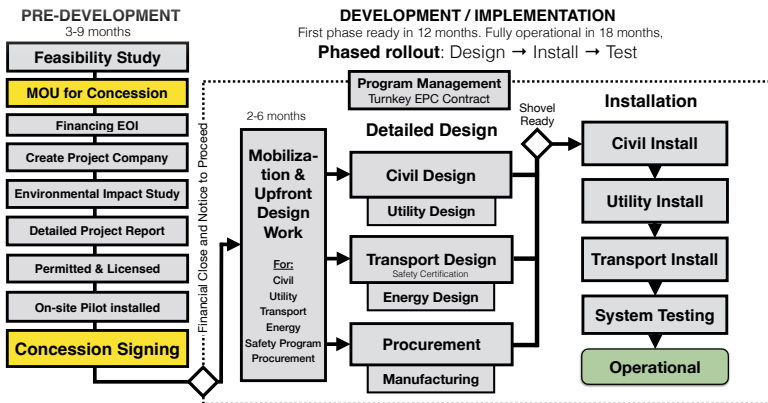 PRE-DEVELOPMENT
3-9 months
Feasibility Study
MOU for Concession
Financing EOI
Create Project Company
Environmental Impact Study
Detailed Project Report
Permitted & Licensed
On-site Pilot installed
Concession Signing
Financial Close and Notice to Proceed
DEVELOPMENT / IMPLEMENTATION
First phase ready in 12 months. Fully operational in 18 months,
Phased rollout: Design → Install → Test
Program Management
Turnkey EPC Contract
2-6 months
Mobiliza-
tion &
Upfront
Design
Work
For:
Civil
Utility
Transport
Energy
Safety Program
Procurement
Detailed Design
Civil Design
Utility Design
Transport Design
Safety Certification
Energy Design
Procurement
Manufacturing
Shovel
Ready
Installation
Civil Install
Utility Install
Transport Install
System Testing
Operational